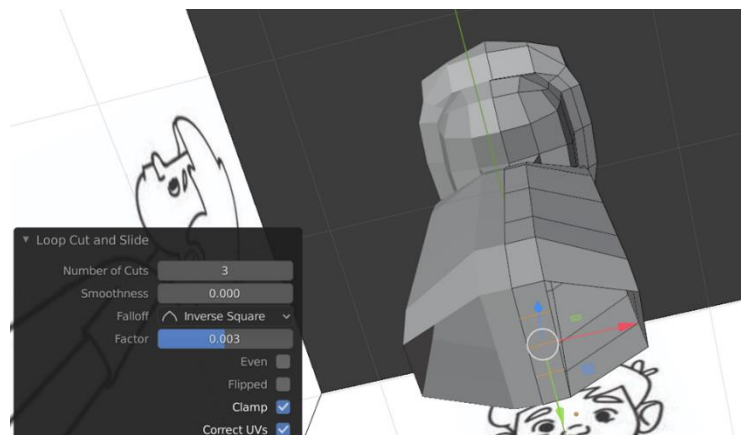 Loop Cut and Slide
Number of Cuts 3
Smoothness 0.000
Falloff Inverse Square
Factor 0.003
Even
Flipped
Clamp
Correct UVs